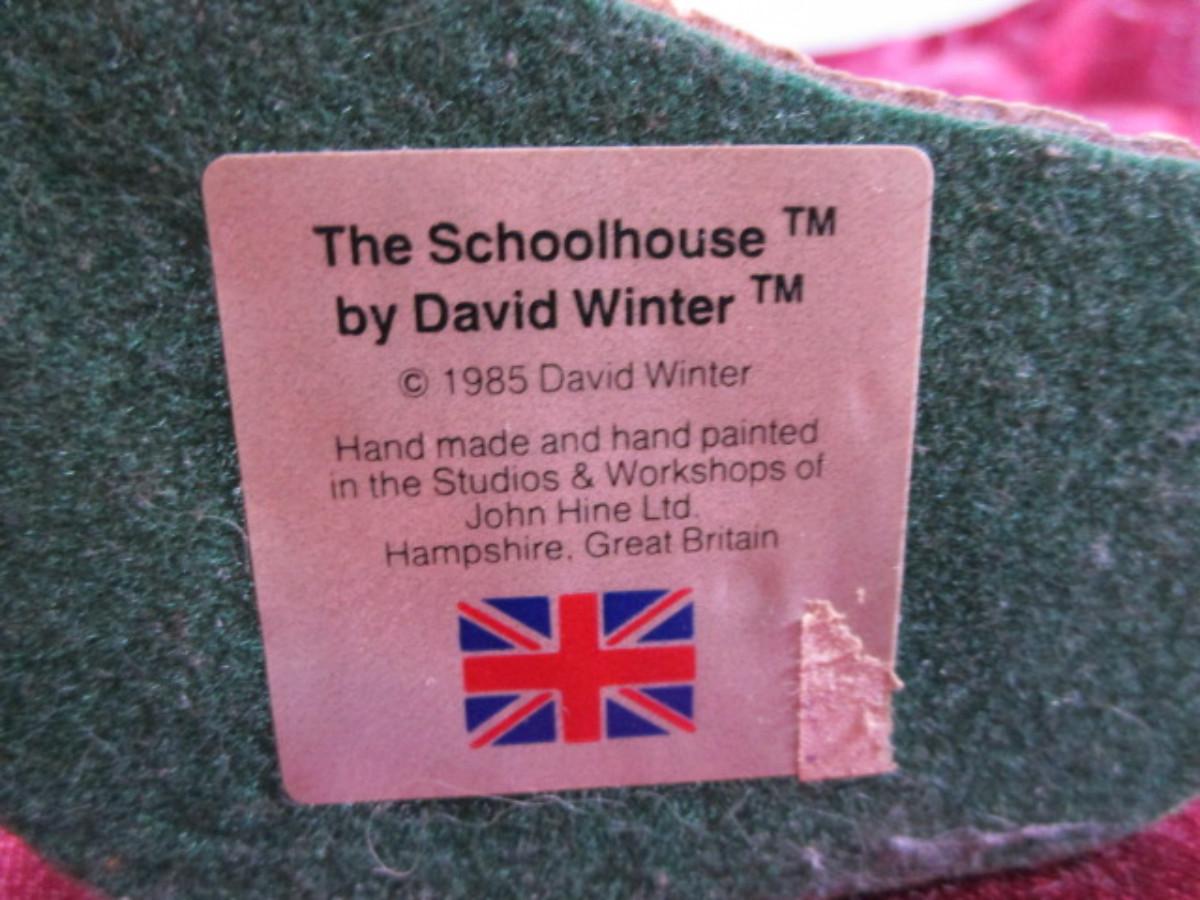 The Schoolhouse TM
by David Winter TM
© 1985 David Winter
Hand made and hand painted
in the Studios & Workshops of
John Hine Ltd.
Hampshire, Great Britain